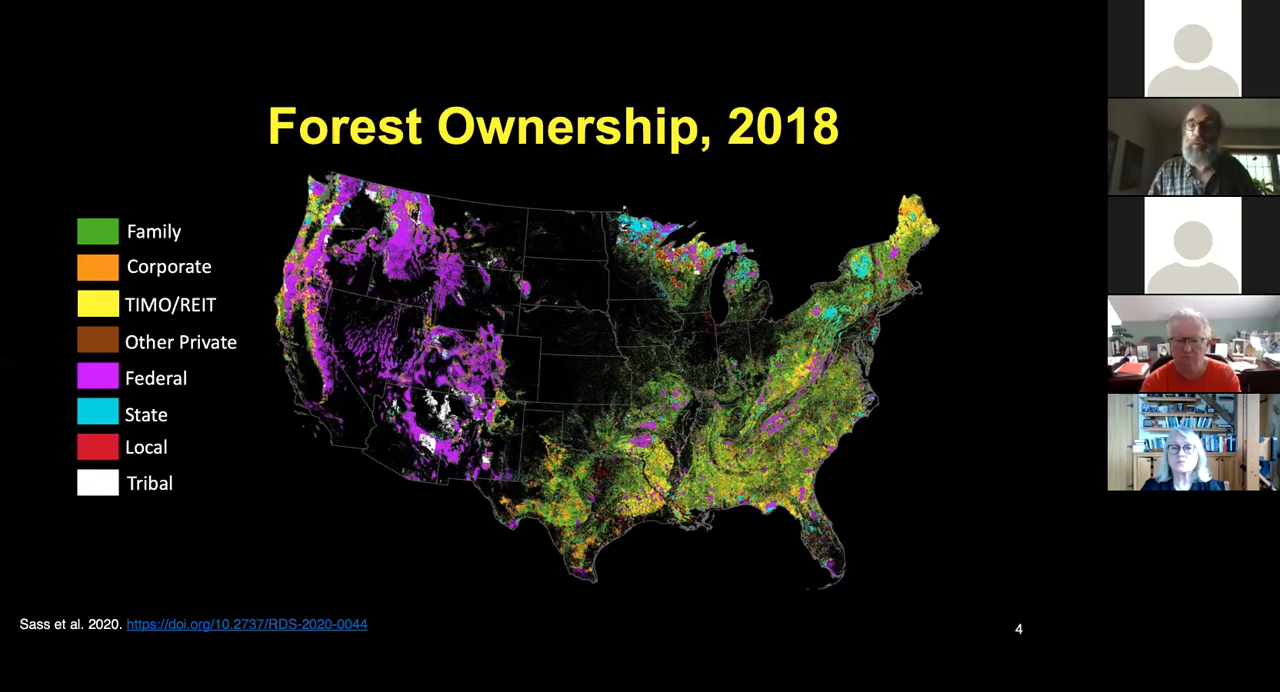 Forest Ownership, 2018
Family
Corporate
TIMO/REIT
Other Private
Federal
State
Local
Tribal
Sass et al. 2020. https://doi.org/10.2737/RDS-2020-0044
4